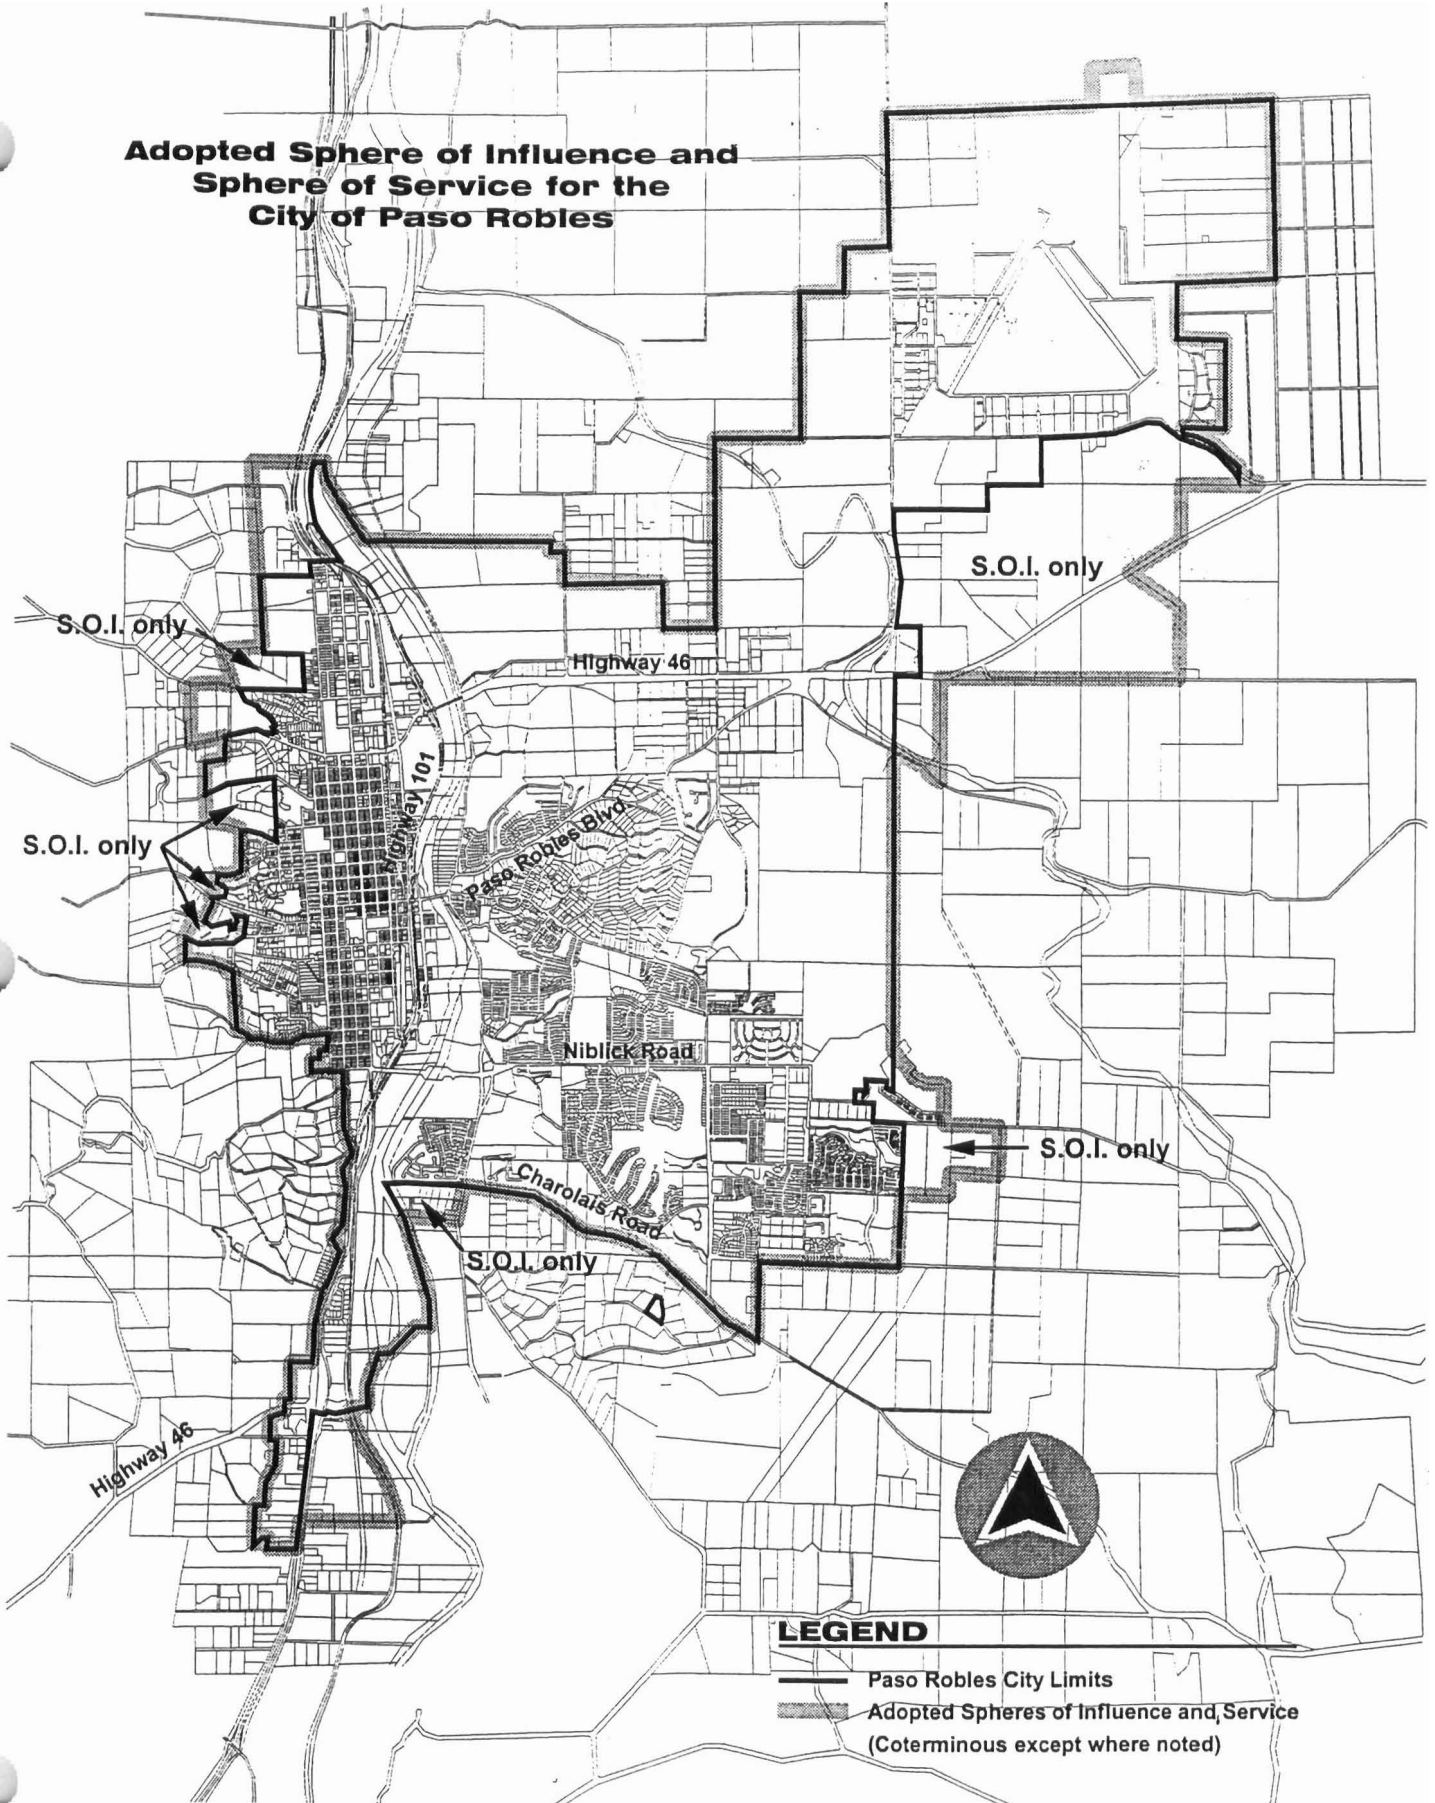 Adopted Sphere of Influence and
Sphere of Service for the
City of Paso Robles
S.O.I. only
S.O.I. only
Highway 46
Highway 101
Paso Robles Blvd.
S.O.I. only
Niblick Road
S.O.I. only
Charolais Road
S.O.I. only
Highway 46
LEGEND
Paso Robles City Limits
Adopted Spheres of Influence and Service
(Coterminous except where noted)